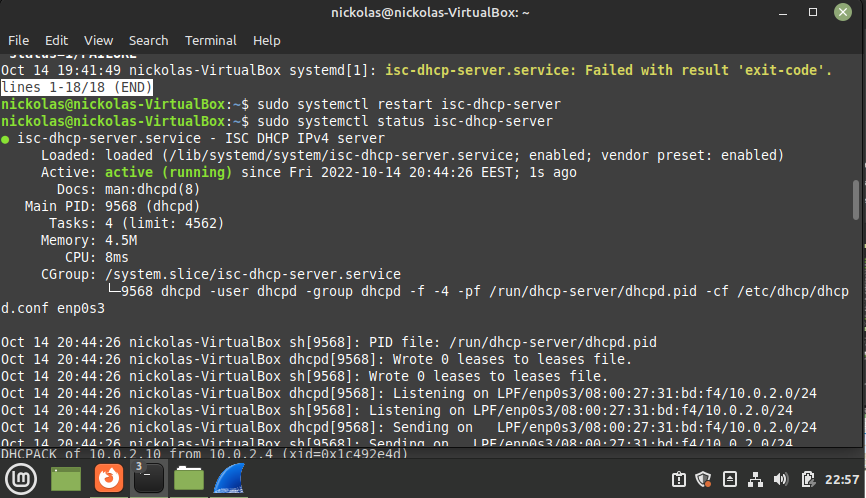 nickolas@nickolas-VirtualBox: ~
File Edit View Search Terminal Help
status=1/FAILURE
Oct 14 19:41:49 nickolas-VirtualBox systemd[1]: isc-dhcp-server.service: Failed with result 'exit-code'.
lines 1-18/18 (END)
nickolas@nickolas-VirtualBox:~$ sudo systemctl restart isc-dhcp-server
nickolas@nickolas-VirtualBox:~$ sudo systemctl status isc-dhcp-server
● isc-dhcp-server.service - ISC DHCP IPv4 server
Loaded: loaded (/lib/systemd/system/isc-dhcp-server.service; enabled; vendor preset: enabled)
Active: active (running) since Fri 2022-10-14 20:44:26 EEST; 1s ago
Docs: man:dhcpd(8)
Main PID: 9568 (dhcpd)
Tasks: 4 (limit: 4562)
Memory: 4.5M
CPU: 8ms
CGroup: /system.slice/isc-dhcp-server.service
└─9568 dhcpd -user dhcpd -group dhcpd -f -4 -pf /run/dhcp-server/dhcpd.pid -cf /etc/dhcp/dhcp
d.conf enp0s3
Oct 14 20:44:26 nickolas-VirtualBox sh[9568]: PID file: /run/dhcp-server/dhcpd.pid
Oct 14 20:44:26 nickolas-VirtualBox dhcpd[9568]: Wrote 0 leases to leases file.
Oct 14 20:44:26 nickolas-VirtualBox sh[9568]: Wrote 0 leases to leases file.
Oct 14 20:44:26 nickolas-VirtualBox dhcpd[9568]: Listening on LPF/enp0s3/08:00:27:31:bd:f4/10.0.2.0/24
Oct 14 20:44:26 nickolas-VirtualBox sh[9568]: Listening on LPF/enp0s3/08:00:27:31:bd:f4/10.0.2.0/24
Oct 14 20:44:26 nickolas-VirtualBox dhcpd[9568]: Sending on   LPF/enp0s3/08:00:27:31:bd:f4/10.0.2.0/24
Oct 14 20:44:26 nickolas-VirtualBox sh[9568]: Sending on   LPF/enp0s3/08:00:27:31:bd:f4/10.0.2.0/24
DHCPACK of 10.0.2.10 from 10.0.2.4 (xid=0x1c492e4d)
3
22:57